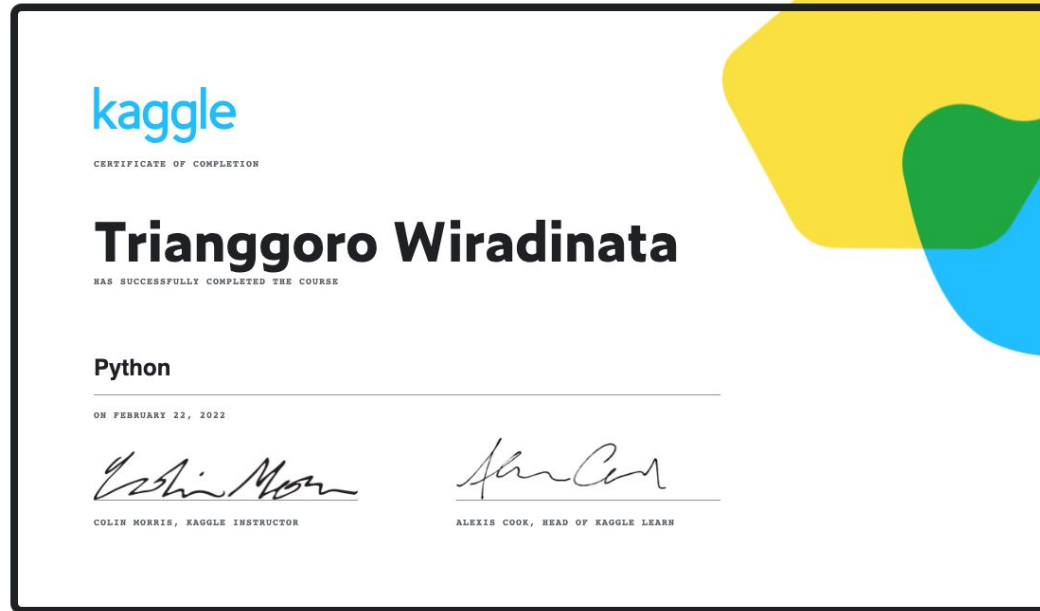 kaggle
CERTIFICATE OF COMPLETION
Trianggoro Wiradinata
HAS SUCCESSFULLY COMPLETED THE COURSE
Python
ON FEBRUARY 22, 2022
COLIN MORRIS, KAGGLE INSTRUCTOR
ALEXIS COOK, HEAD OF KAGGLE LEARN